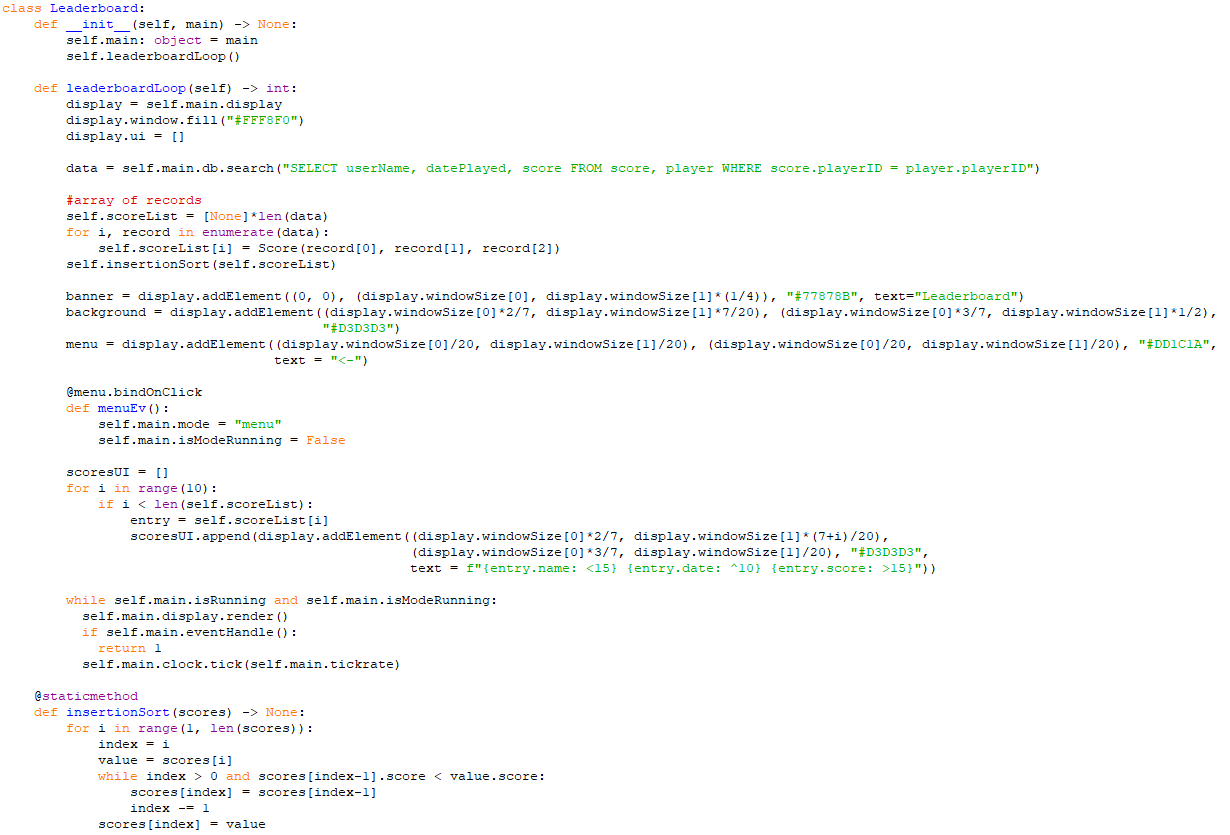 class Leaderboard:
    def __init__(self, main) -> None:
        self.main: object = main
        self.leaderboardLoop()

    def leaderboardLoop(self) -> int:
        display = self.main.display
        display.window.fill("#FFF8F0")
        display.ui = []

        data = self.main.db.search("SELECT userName, datePlayed, score FROM score, player WHERE score.playerID = player.playerID")

        #array of records
        self.scoreList = [None]*len(data)
        for i, record in enumerate(data):
            self.scoreList[i] = Score(record[0], record[1], record[2])
        self.insertionSort(self.scoreList)

        banner = display.addElement((0, 0), (display.windowSize[0], display.windowSize[1]*(1/4)), "#77878B", text="Leaderboard")
        background = display.addElement((display.windowSize[0]*2/7, display.windowSize[1]*7/20), (display.windowSize[0]*3/7, display.windowSize[1]*1/2),
                                        "#D3D3D3")
        menu = display.addElement((display.windowSize[0]/20, display.windowSize[1]/20), (display.windowSize[0]/20, display.windowSize[1]/20), "#DD1C1A",
                                  text = "<-")

        @menu.bindOnClick
        def menuEv():
            self.main.mode = "menu"
            self.main.isModeRunning = False

        scoresUI = []
        for i in range(10):
            if i < len(self.scoreList):
                entry = self.scoreList[i]
                scoresUI.append(display.addElement((display.windowSize[0]*2/7, display.windowSize[1]*(7+i)/20),
                                                   (display.windowSize[0]*3/7, display.windowSize[1]/20), "#D3D3D3",
                                                   text = f"{entry.name: <15} {entry.date: ^10} {entry.score: >15}"))

        while self.main.isRunning and self.main.isModeRunning:
          self.main.display.render()
          if self.main.eventHandle():
            return 1
          self.main.clock.tick(self.main.tickrate)

    @staticmethod
    def insertionSort(scores) -> None:
        for i in range(1, len(scores)):
            index = i
            value = scores[i]
            while index > 0 and scores[index-1].score < value.score:
                scores[index] = scores[index-1]
                index -= 1
            scores[index] = value